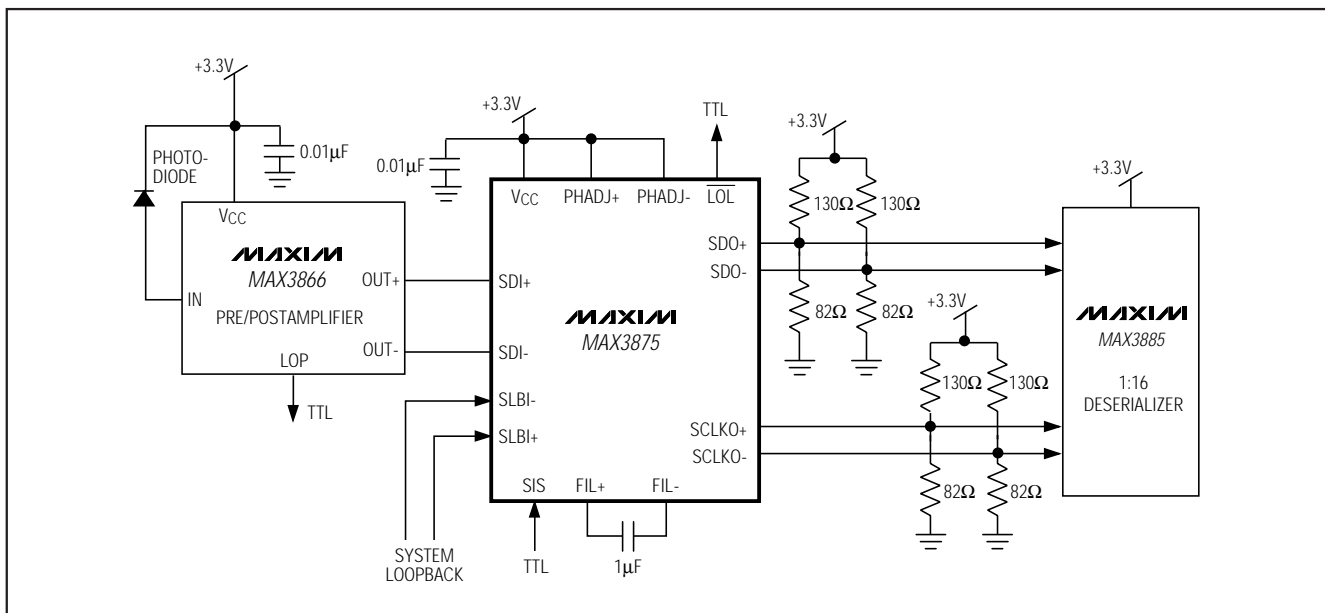 +3.3V
PHOTO-
DIODE
0.01µF
VCC
MAXIM
MAX3866
PRE/POSTAMPLIFIER
IN
OUT+
OUT-
LOP
TTL
+3.3V
0.01µF
TTL
VCC
PHADJ+
PHADJ-
LOL
SDI+
SDI-
SLBI-
SLBI+
MAXIM
MAX3875
SDO+
SDO-
SCLKO+
SCLKO-
SIS
FIL+
FIL-
SYSTEM
LOOPBACK
TTL
1µF
+3.3V
130Ω
130Ω
82Ω
82Ω
+3.3V
130Ω
130Ω
82Ω
82Ω
+3.3V
MAXIM
MAX3885
1:16
DESERIALIZER